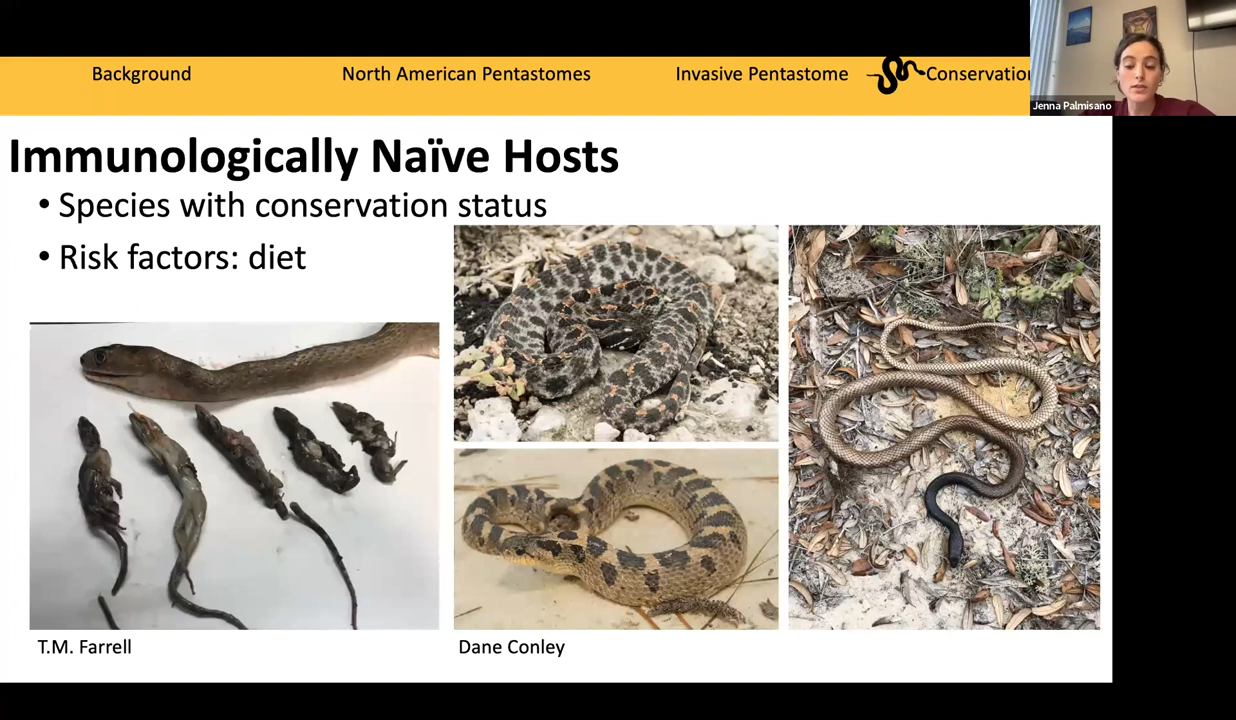 Background
North American Pentastomes
Invasive Pentastome
Conservation
Jenna Palmisano
Immunologically Naïve Hosts
• Species with conservation status
• Risk factors: diet
T.M. Farrell
Dane Conley